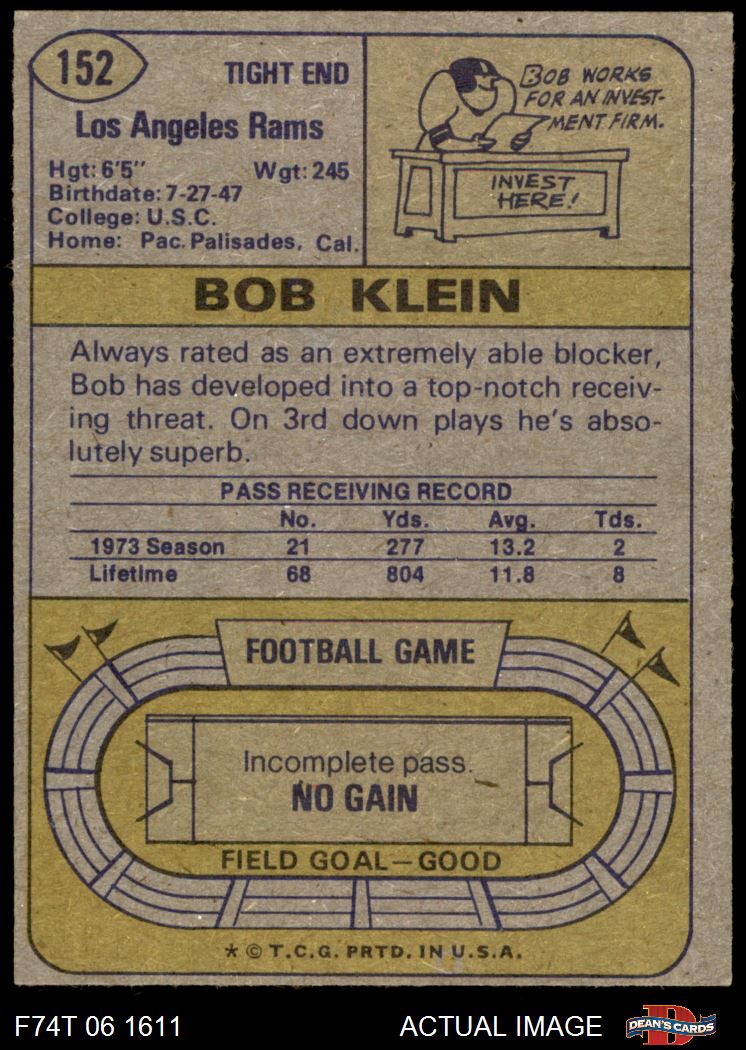 152
TIGHT END
Los Angeles Rams
Hgt: 6'5" Wgt: 245
Birthdate: 7-27-47
College: U.S.C.
Home: Pac. Palisades, Cal.
BOB WORKS
FOR AN INVEST-
MENT FIRM.
INVEST
HERE!
BOB KLEIN
Always rated as an extremely able blocker,
Bob has developed into a top-notch receiv-
ing threat. On 3rd down plays he's abso-
lutely superb.
PASS RECEIVING RECORD
No. Yds. Avg. Tds.
1973 Season 21 277 13.2 2
Lifetime 68 804 11.8 8
FOOTBALL GAME
Incomplete pass.
NO GAIN
FIELD GOAL—GOOD
* © T.C.G. PRTD. IN U.S.A.
F74T 06 1611 ACTUAL IMAGE DEAN'S CARDS